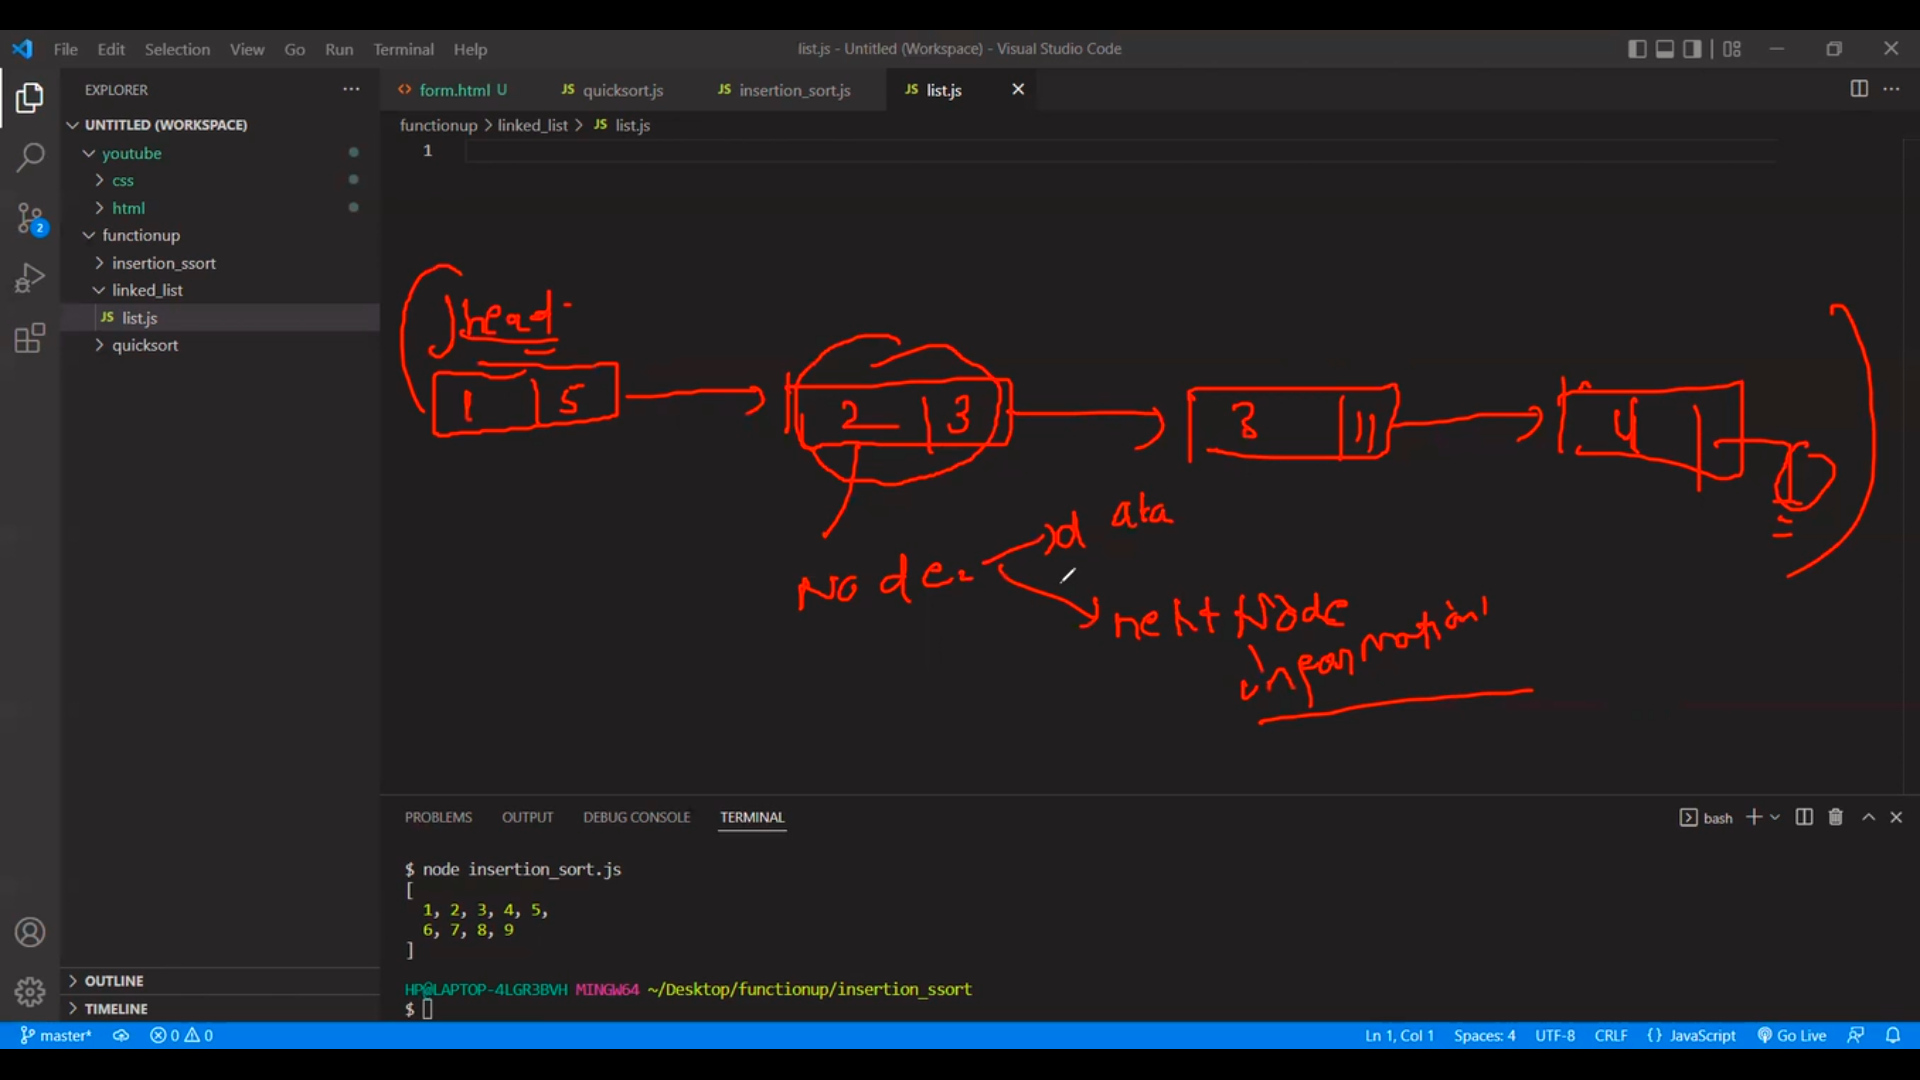 File Edit Selection View Go Run Terminal Help
list.js - Untitled (Workspace) - Visual Studio Code
EXPLORER
UNTITLED (WORKSPACE)
youtube
css
html
functionup
insertion_ssort
linked_list
JS list.js
quicksort
OUTLINE
TIMELINE
2
<> form.html U
JS quicksort.js
JS insertion_sort.js
JS list.js
functionup > linked_list > JS list.js
1
head
1 5
2 3
3 11
4
Node
data
next Node
information
PROBLEMS OUTPUT DEBUG CONSOLE TERMINAL
bash
$ node insertion_sort.js
[
1, 2, 3, 4, 5,
6, 7, 8, 9
]
HP@LAPTOP-4LGR3BVH MINGW64 ~/Desktop/functionup/insertion_ssort
$
master* 0 0
Ln 1, Col 1 Spaces: 4 UTF-8 CRLF {} JavaScript Go Live